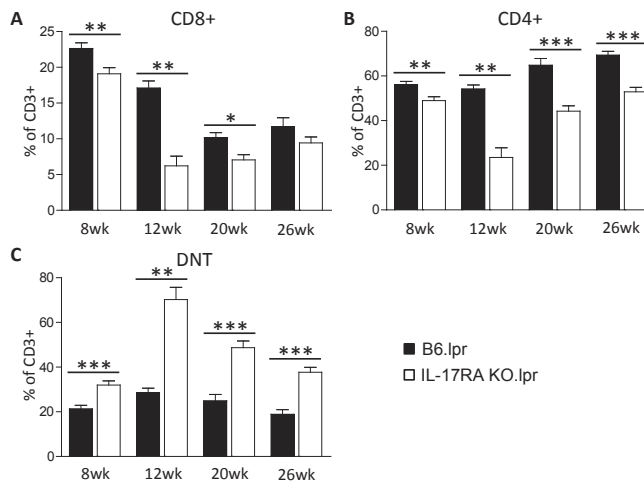 A CD8+
% of CD3+
25
20
15
10
5
0
** ** *
8wk 12wk 20wk 26wk
B CD4+
% of CD3+
80
60
40
20
0
** ** *** ***
8wk 12wk 20wk 26wk
C DNT
% of CD3+
80
60
40
20
0
*** ** *** ***
8wk 12wk 20wk 26wk
B6.lpr
IL-17RA KO.lpr